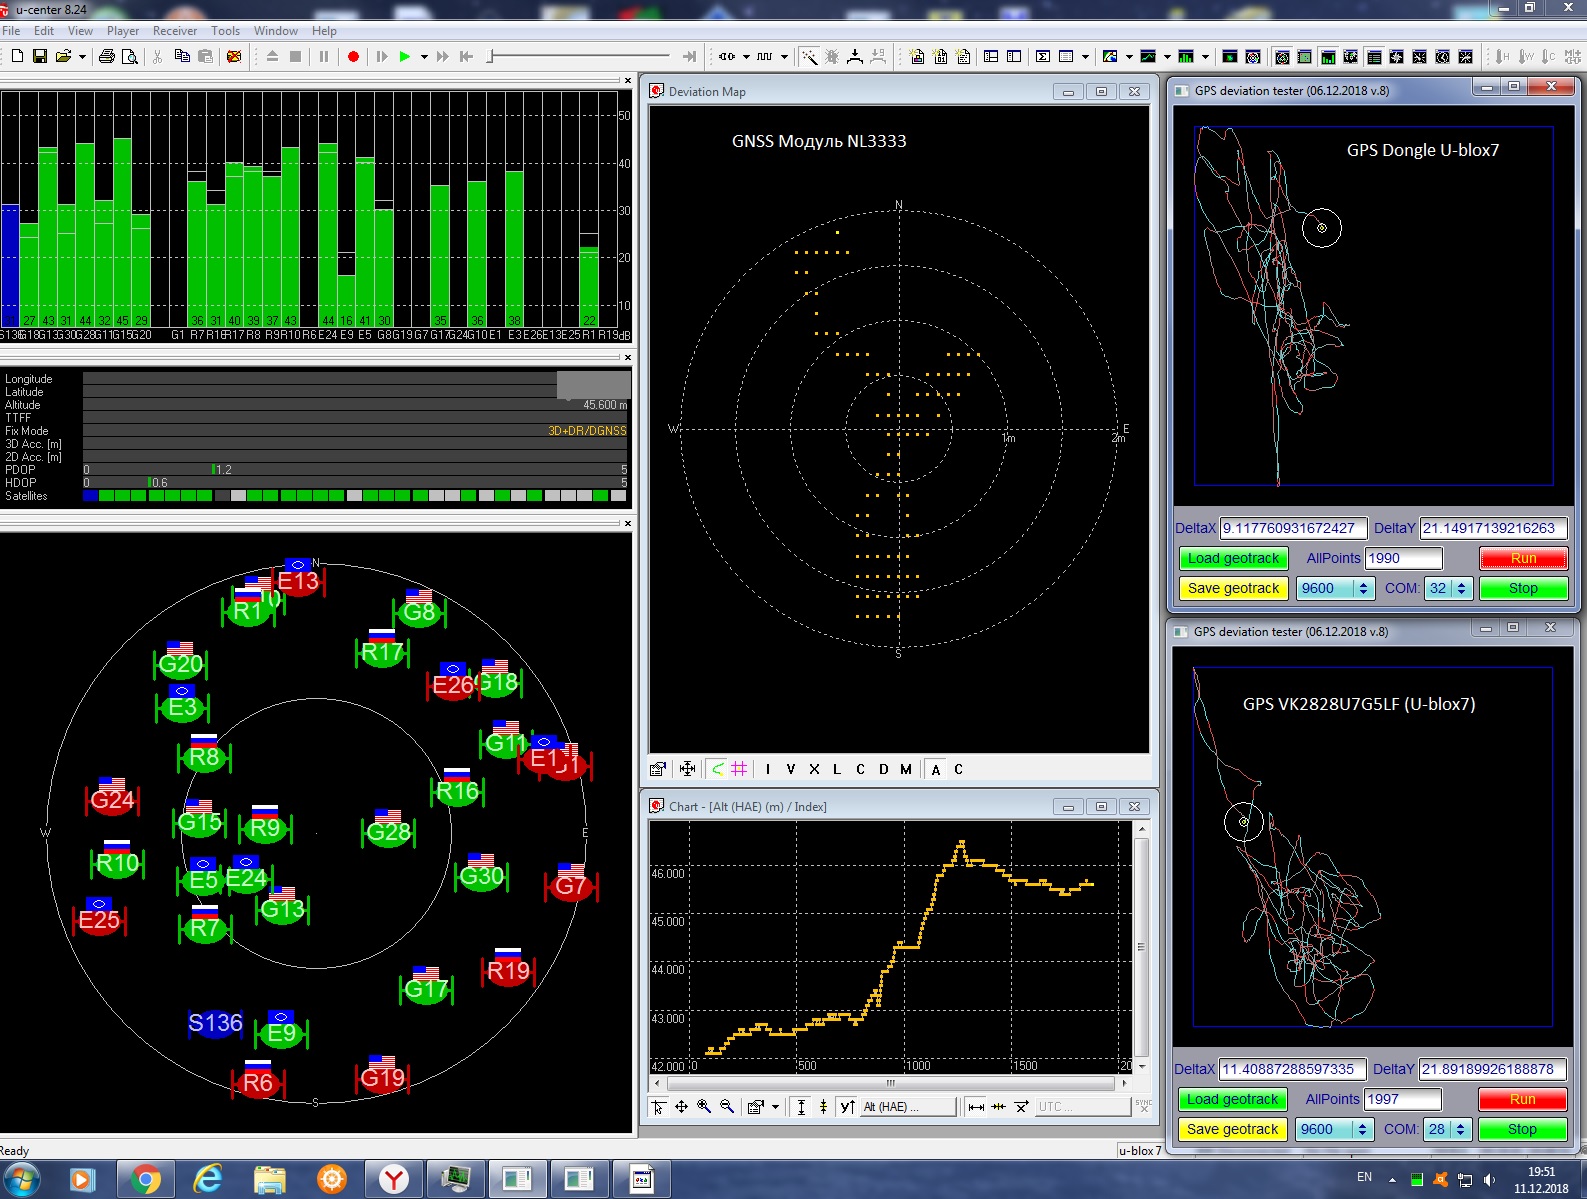 u-center 8.24
File Edit View Player Receiver Tools Window Help
50
40
30
20
10
27 43 31 44 32 45 29 36 31 40 39 37 43 44 16 41 30 35 36 38 22
G1 R7 R8 R9 R10 R6 E24 E9 E5 G8 G19 G7 G17 G24 G10 E1 E3 E26 E13 E25 R1 R19 dB
Longitude
Latitude
Altitude 45.600 m
TTFF
Fix Mode 3D+DR/DGNSS
3D Acc. [m]
2D Acc. [m]
PDOP 0 1.2 5
HDOP 0 0.6 5
Satellites
N
E13
R1
G8
R17
G20
E26 G18
E3
G11
E1
R8
R16
G24
G15 R9 G28
W E
R10
E5 E24 G30
G7
G13
E25
R7
R19
G17
S136 E9
R6 G19
S
Ready
Deviation Map
GNSS Модуль NL3333
N
W E
1m 2m
S
I V X L C D M A C
Chart - [Alt (HAE) (m) / Index]
46.000
45.000
44.000
43.000
42.000
0 500 1000 1500 20
Alt (HAE) ... UTC ...
u-blox 7
GPS deviation tester (06.12.2018 v.8)
GPS Dongle U-blox7
DeltaX 9.117760931672427 DeltaY 21.14917139216263
Load geotrack AllPoints 1990 Run
Save geotrack 9600 COM: 32 Stop
GPS deviation tester (06.12.2018 v.8)
GPS VK2828U7G5LF (U-blox7)
DeltaX 11.40887288597335 DeltaY 21.89189926188878
Load geotrack AllPoints 1997 Run
Save geotrack 9600 COM: 28 Stop
EN
19:51
11.12.2018